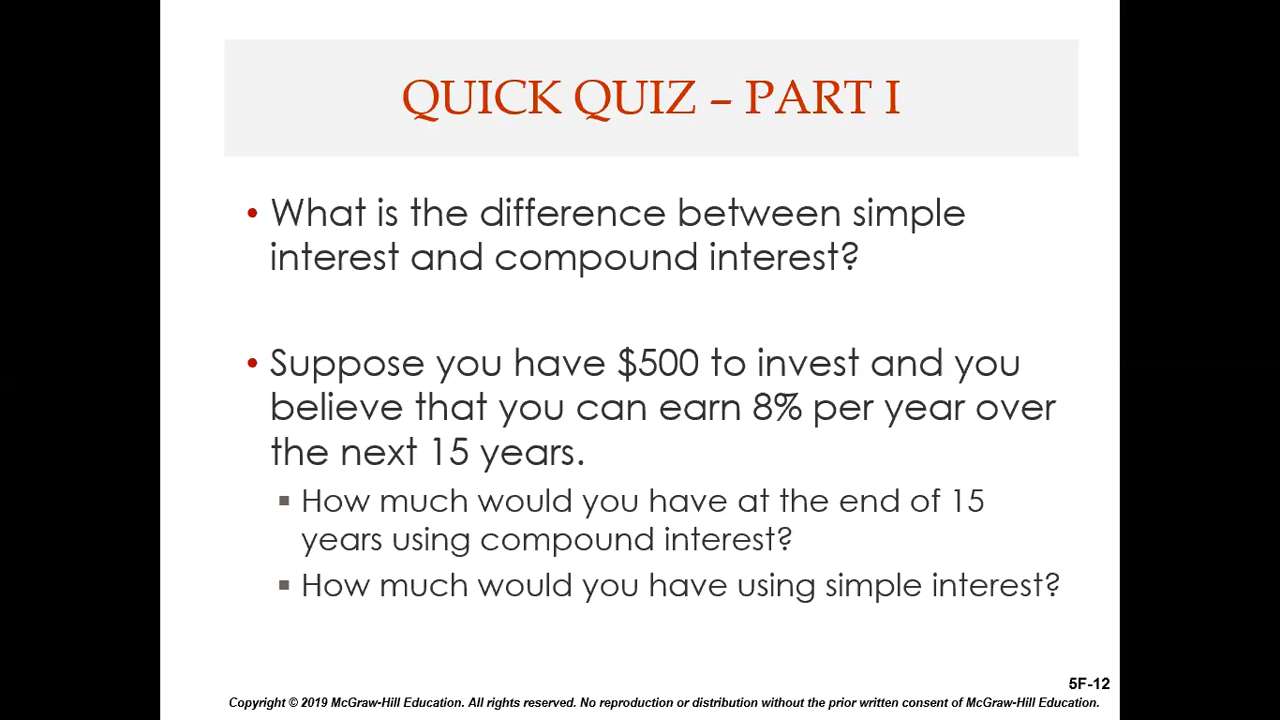 QUICK QUIZ – PART I
• What is the difference between simple
interest and compound interest?
• Suppose you have $500 to invest and you
believe that you can earn 8% per year over
the next 15 years.
▪ How much would you have at the end of 15
years using compound interest?
▪ How much would you have using simple interest?
5F-12
Copyright © 2019 McGraw-Hill Education. All rights reserved. No reproduction or distribution without the prior written consent of McGraw-Hill Education.